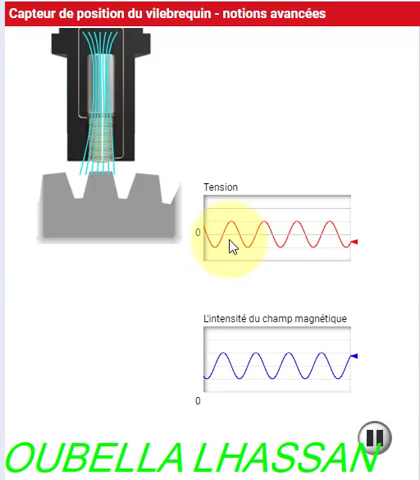 Capteur de position du vilebrequin - notions avancées
Tension
0
L'intensité du champ magnétique
0
OUBELLA LHASSAN